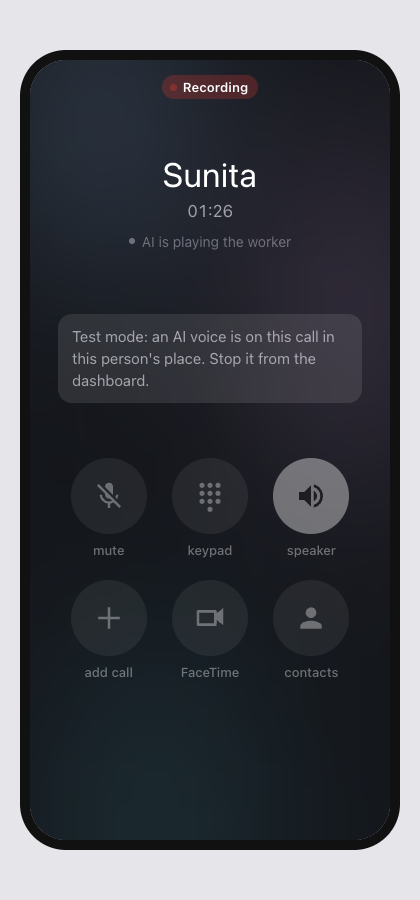 Recording
Sunita
01:26
AI is playing the worker
Test mode: an AI voice is on this call in
this person's place. Stop it from the
dashboard.
mute
keypad
speaker
add call
FaceTime
contacts